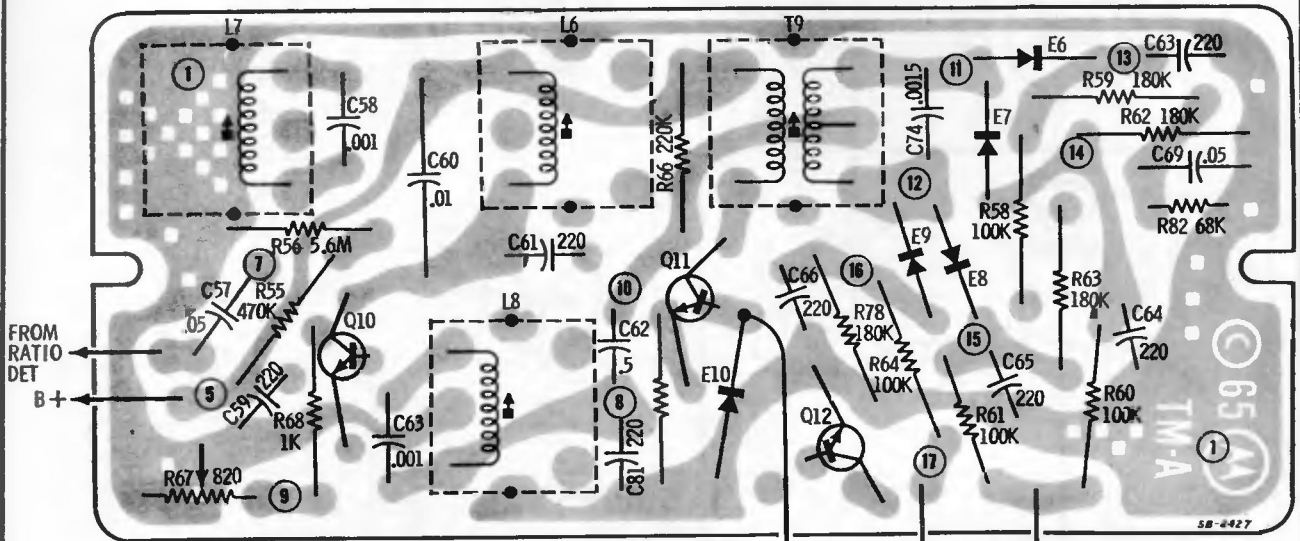 L7
L6
T9
1
C58
.001
C60
.01
R66 220K
C74 .0015
11
E6
13
C63 220
R59 180K
E7
R62 180K
14
C69 .05
12
R58
100K
R82 68K
R56 5.6M
C61 220
7
C57
.05
R55
470K
Q11
C66
220
16
E9
E8
R63
180K
10
L8
Q10
C62
.5
R78
180K
R64
100K
C64
220
FROM
RATIO
DET
B+
15
C65
220
5
C59 220
8
E10
R60
100K
© 65 M
TM-A
R68
1K
C63
.001
Q12
R61
100K
1
C81 220
17
R67 820
9
SB-2427